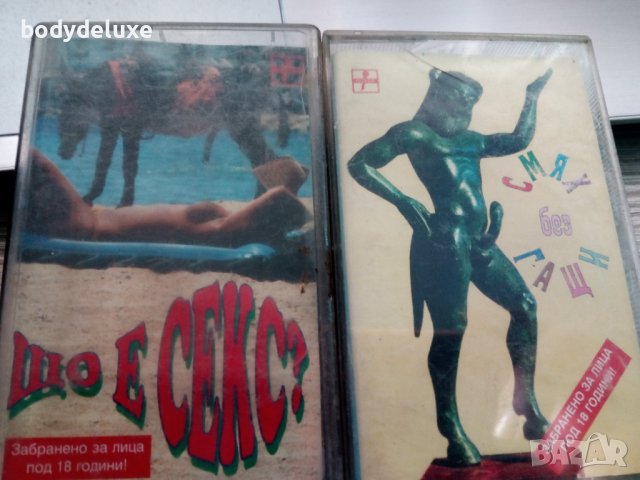 bodydeluxe
ЩО Е СЕКС?
Забранено за лица
под 18 години!
СМЯХ
без
ГАЩИ
ЗАБРАНЕНО ЗА ЛИЦА
ПОД 18 ГОДИНИ!
BAZAR